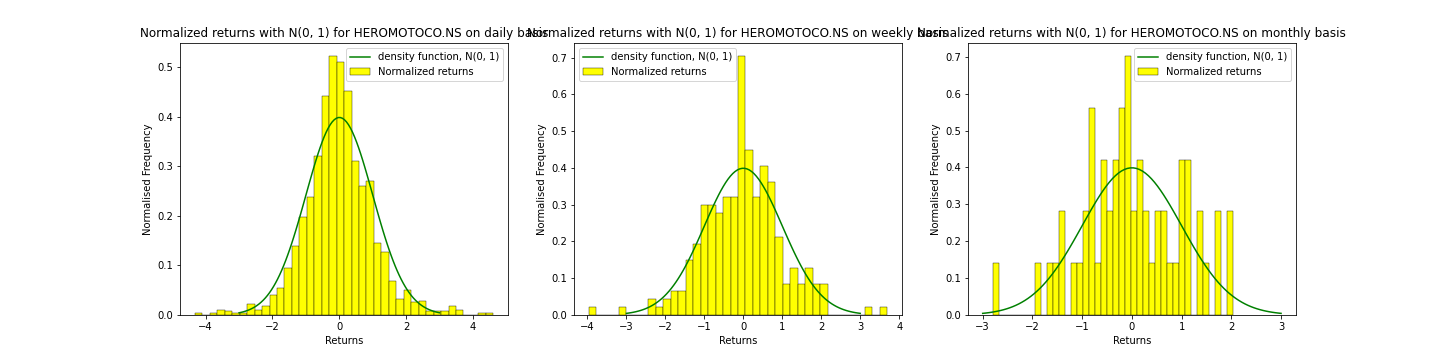 Normalized returns with N(0, 1) for HEROMOTOCO.NS on daily basis
density function, N(0, 1)
Normalized returns
Normalised Frequency
0.5
0.4
0.3
0.2
0.1
0.0
−4
−2
0
2
4
Returns
Normalized returns with N(0, 1) for HEROMOTOCO.NS on weekly basis
density function, N(0, 1)
Normalized returns
Normalised Frequency
0.7
0.6
0.5
0.4
0.3
0.2
0.1
0.0
−4
−3
−2
−1
0
1
2
3
4
Returns
Normalized returns with N(0, 1) for HEROMOTOCO.NS on monthly basis
density function, N(0, 1)
Normalized returns
Normalised Frequency
0.7
0.6
0.5
0.4
0.3
0.2
0.1
0.0
−3
−2
−1
0
1
2
3
Returns